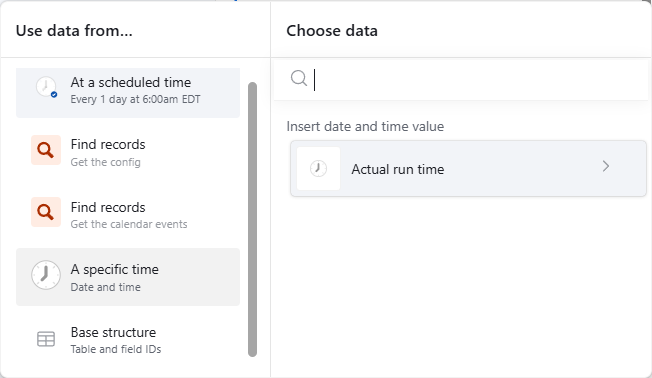 Use data from...
Choose data
At a scheduled time
Every 1 day at 6:00am EDT
Find records
Get the config
Find records
Get the calendar events
A specific time
Date and time
Base structure
Table and field IDs
Insert date and time value
Actual run time